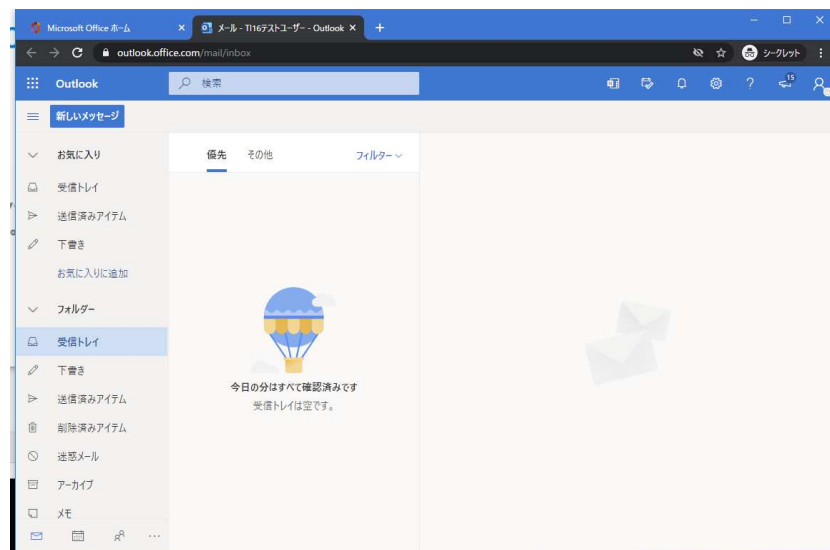 Microsoft Office ホーム
メール - TI16テストユーザー - Outlook
outlook.office.com/mail/inbox
シークレット
Outlook
検索
15
新しいメッセージ
お気に入り
優先 その他 フィルター
受信トレイ
送信済みアイテム
下書き
お気に入りに追加
フォルダー
受信トレイ
下書き
今日の分はすべて確認済みです
送信済みアイテム
受信トレイは空です。
削除済みアイテム
迷惑メール
アーカイブ
メモ